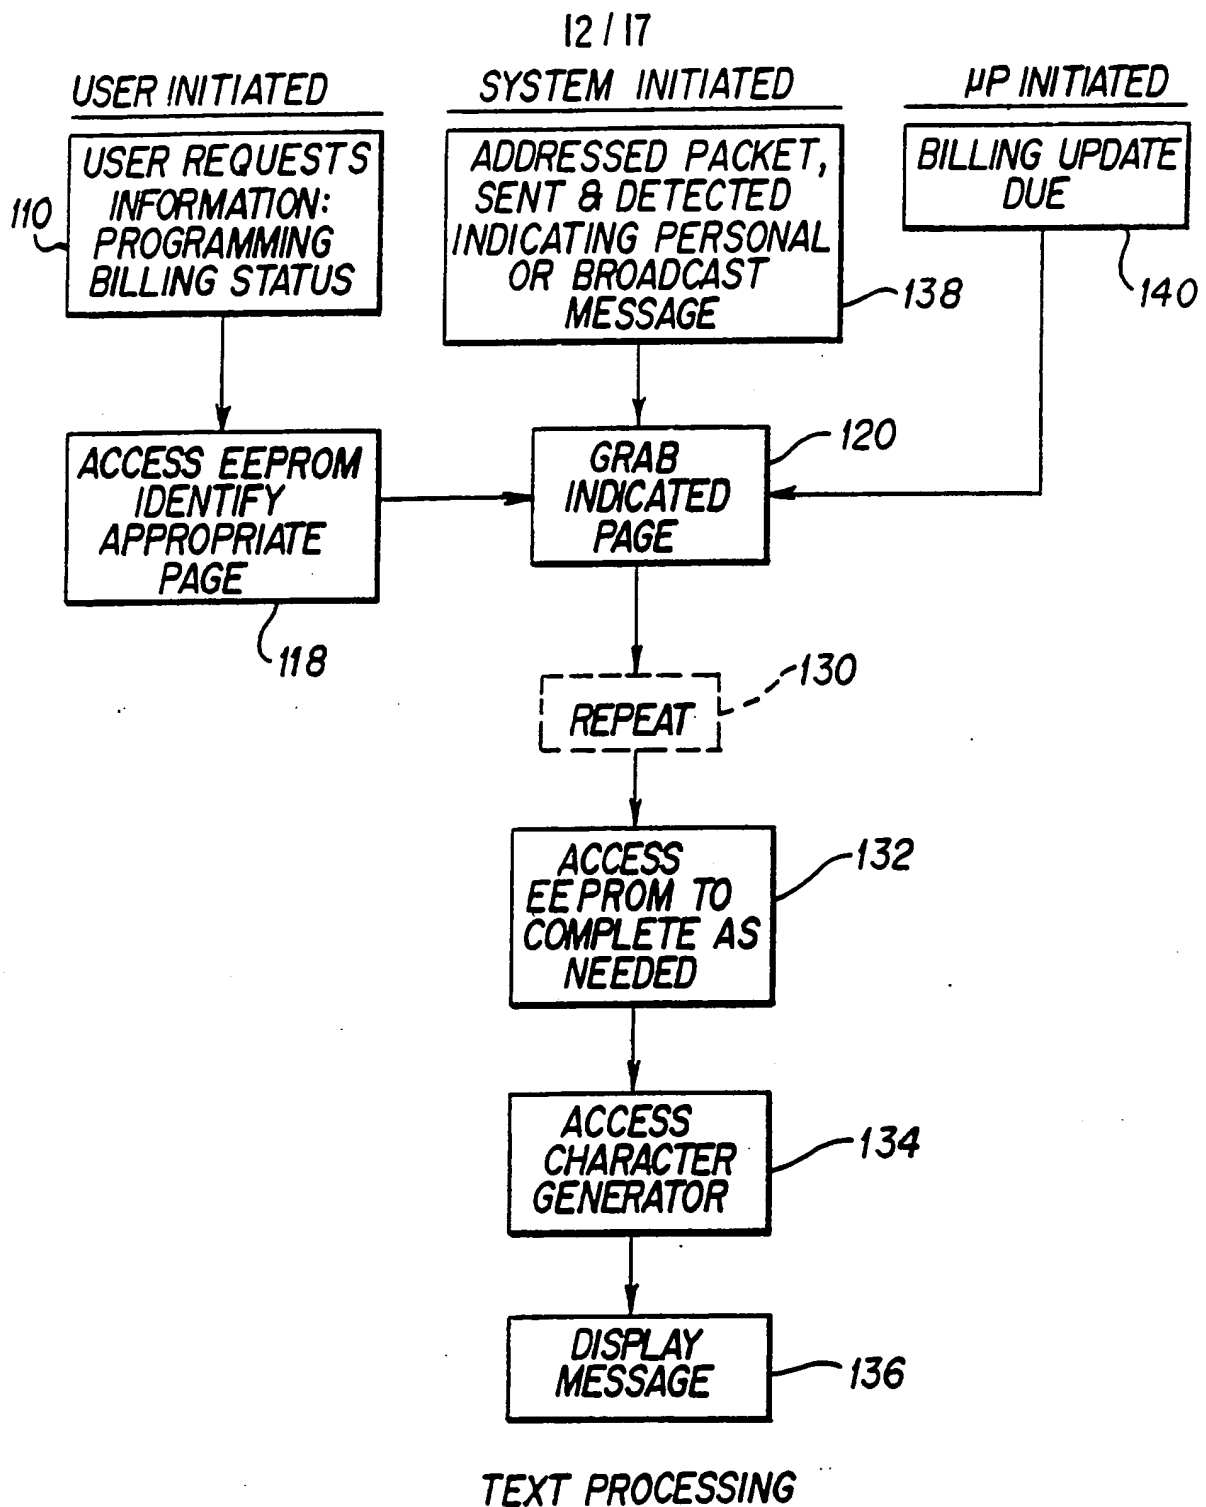 12/17
USER INITIATED
SYSTEM INITIATED
µP INITIATED
USER REQUESTS
INFORMATION:
PROGRAMMING
BILLING STATUS
110
ADDRESSED PACKET,
SENT & DETECTED
INDICATING PERSONAL
OR BROADCAST
MESSAGE
138
BILLING UPDATE
DUE
140
ACCESS EEPROM
IDENTIFY
APPROPRIATE
PAGE
118
GRAB
INDICATED
PAGE
120
REPEAT
130
ACCESS
EEPROM TO
COMPLETE AS
NEEDED
132
ACCESS
CHARACTER
GENERATOR
134
DISPLAY
MESSAGE
136
TEXT PROCESSING